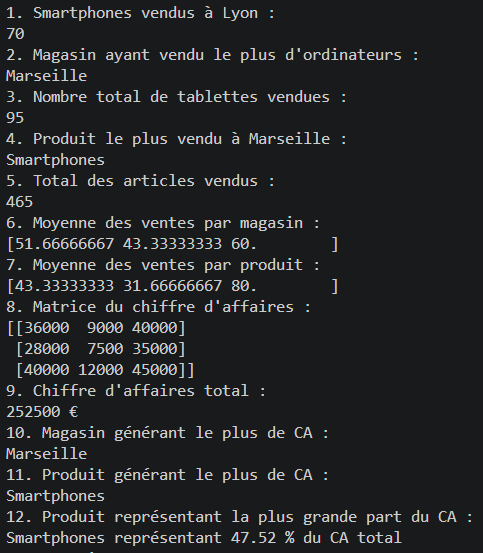 1. Smartphones vendus à Lyon :
70
2. Magasin ayant vendu le plus d'ordinateurs :
Marseille
3. Nombre total de tablettes vendues :
95
4. Produit le plus vendu à Marseille :
Smartphones
5. Total des articles vendus :
465
6. Moyenne des ventes par magasin :
[51.66666667 43.33333333 60.        ]
7. Moyenne des ventes par produit :
[43.33333333 31.66666667 80.        ]
8. Matrice du chiffre d'affaires :
[[36000  9000 40000]
 [28000  7500 35000]
 [40000 12000 45000]]
9. Chiffre d'affaires total :
252500 €
10. Magasin générant le plus de CA :
Marseille
11. Produit générant le plus de CA :
Smartphones
12. Produit représentant la plus grande part du CA :
Smartphones représentant 47.52 % du CA total